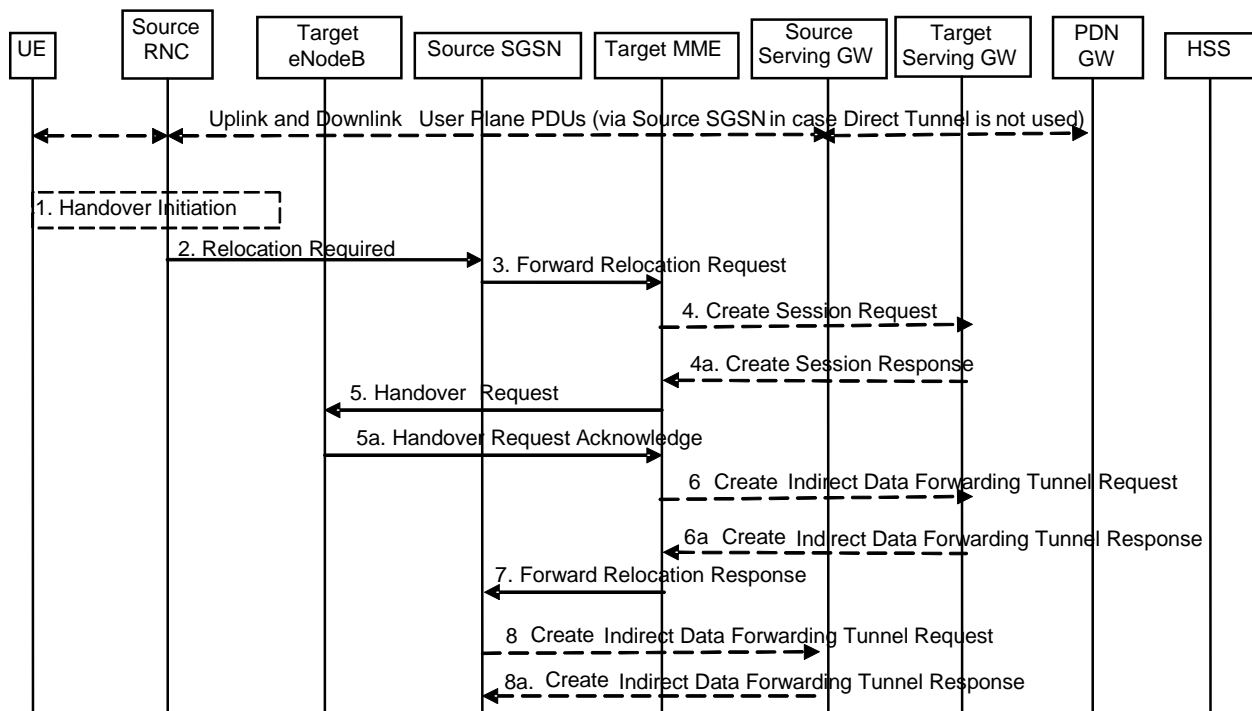 UE
Source
RNC
Target
eNodeB
Source SGSN
Target MME
Source
Serving GW
Target
Serving GW
PDN
GW
HSS
Uplink and Downlink User Plane PDUs (via Source SGSN in case Direct Tunnel is not used)
1. Handover Initiation
2. Relocation Required
3. Forward Relocation Request
4. Create Session Request
4a. Create Session Response
5. Handover Request
5a. Handover Request Acknowledge
6 Create Indirect Data Forwarding Tunnel Request
6a Create Indirect Data Forwarding Tunnel Response
7. Forward Relocation Response
8 Create Indirect Data Forwarding Tunnel Request
8a. Create Indirect Data Forwarding Tunnel Response